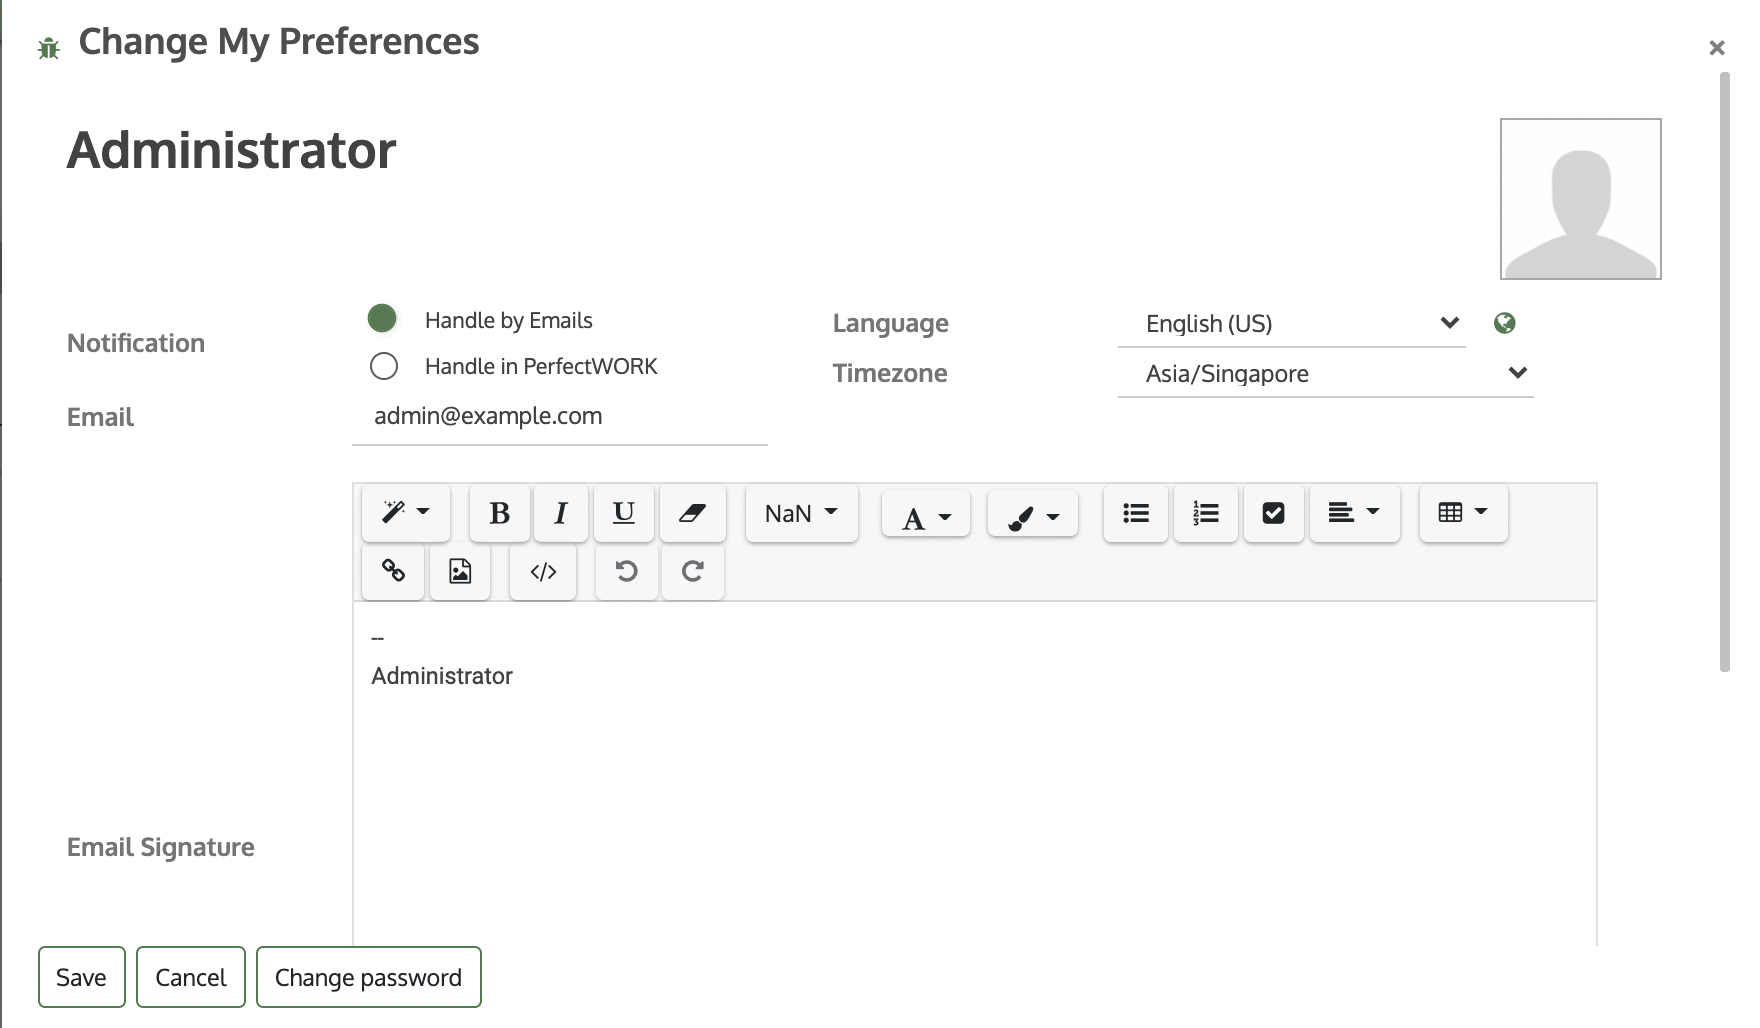 Change My Preferences
×
Administrator
Notification
Handle by Emails
Handle in PerfectWORK
Email
admin@example.com
Language
English (US)
Timezone
Asia/Singapore
B I U NaN A
</>
--
Administrator
Email Signature
Save Cancel Change password